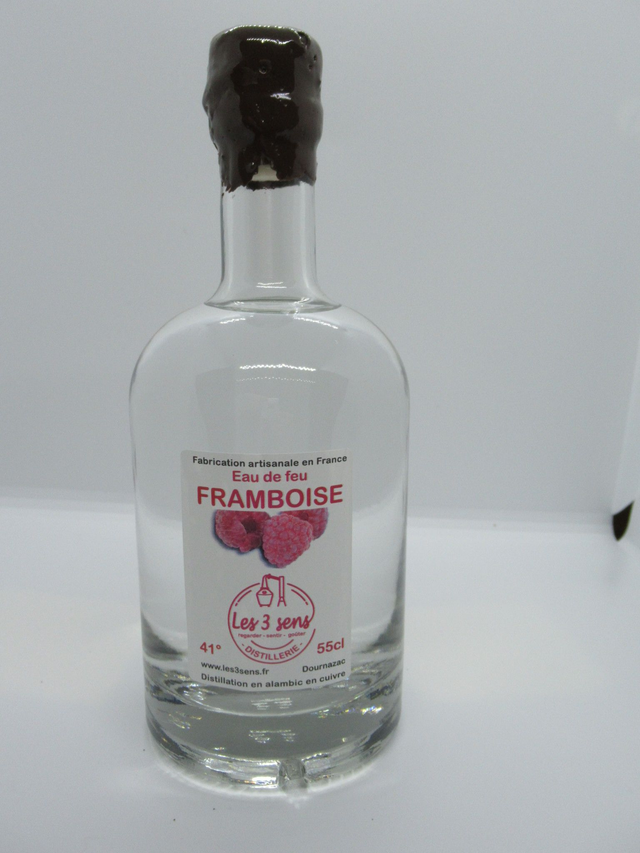 Fabrication artisanale en France
Eau de feu
FRAMBOISE
Les 3 sens
regarder - sentir - goûter
- DISTILLERIE -
41° 55cl
www.les3sens.fr Dournazac
Distillation en alambic en cuivre